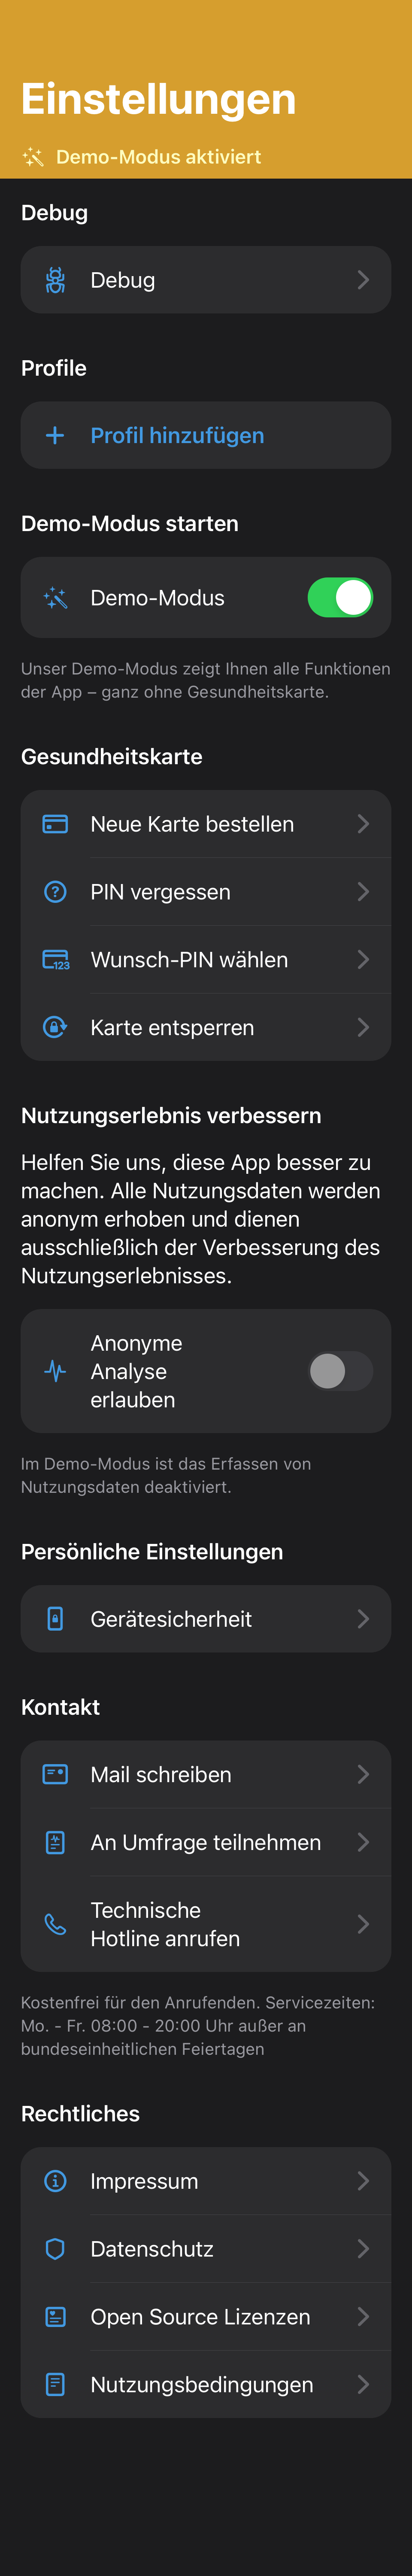 Einstellungen
Demo-Modus aktiviert
Debug
Debug
Profile
Profil hinzufügen
Demo-Modus starten
Demo-Modus
Unser Demo-Modus zeigt Ihnen alle Funktionen
der App – ganz ohne Gesundheitskarte.
Gesundheitskarte
Neue Karte bestellen
PIN vergessen
123
Wunsch-PIN wählen
Karte entsperren
Nutzungserlebnis verbessern
Helfen Sie uns, diese App besser zu
machen. Alle Nutzungsdaten werden
anonym erhoben und dienen
ausschließlich der Verbesserung des
Nutzungserlebnisses.
Anonyme
Analyse
erlauben
Im Demo-Modus ist das Erfassen von
Nutzungsdaten deaktiviert.
Persönliche Einstellungen
Gerätesicherheit
Kontakt
Mail schreiben
An Umfrage teilnehmen
Technische
Hotline anrufen
Kostenfrei für den Anrufenden. Servicezeiten:
Mo. - Fr. 08:00 - 20:00 Uhr außer an
bundeseinheitlichen Feiertagen
Rechtliches
Impressum
Datenschutz
Open Source Lizenzen
Nutzungsbedingungen